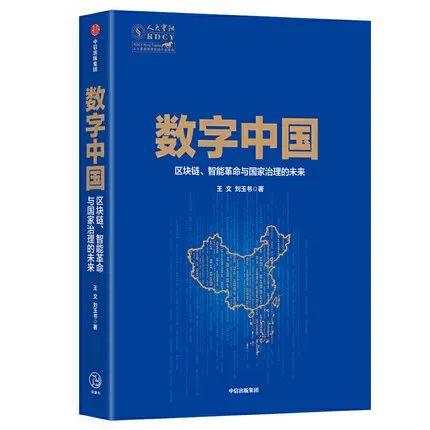 中信出版集团
数字中国
区块链、智能革命
与国家治理的未来
王 文 刘玉书 ● 著
人大重阳
RDCY
数字中国
区块链、智能革命与国家治理的未来
王 文 刘玉书 ● 著
中信出版集团